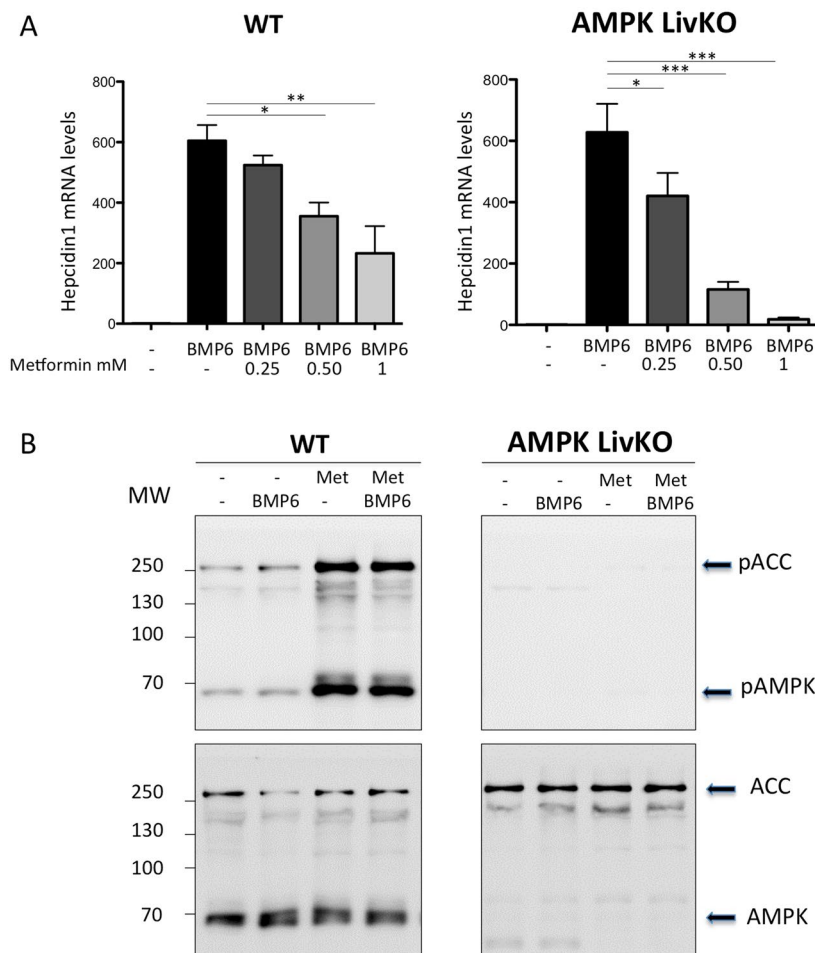 A
WT
AMPK LivKO
Hepcidin1 mRNA levels
800
600
400
200
0
**
*
- BMP6 BMP6 BMP6 BMP6
Metformin mM - - 0.25 0.50 1
Hepcidin1 mRNA levels
800
600
400
200
0
***
***
*
- BMP6 BMP6 BMP6 BMP6
- - 0.25 0.50 1
B
WT
AMPK LivKO
- - Met Met
- BMP6 - BMP6
- - Met Met
- BMP6 - BMP6
MW
250
130
100
70
pACC
pAMPK
250
130
100
70
ACC
AMPK